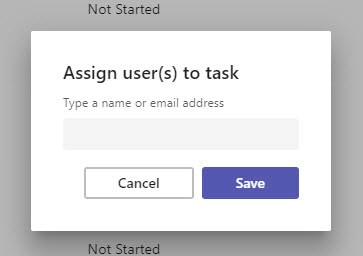 Not Started
Assign user(s) to task
Type a name or email address
Cancel Save
Not Started